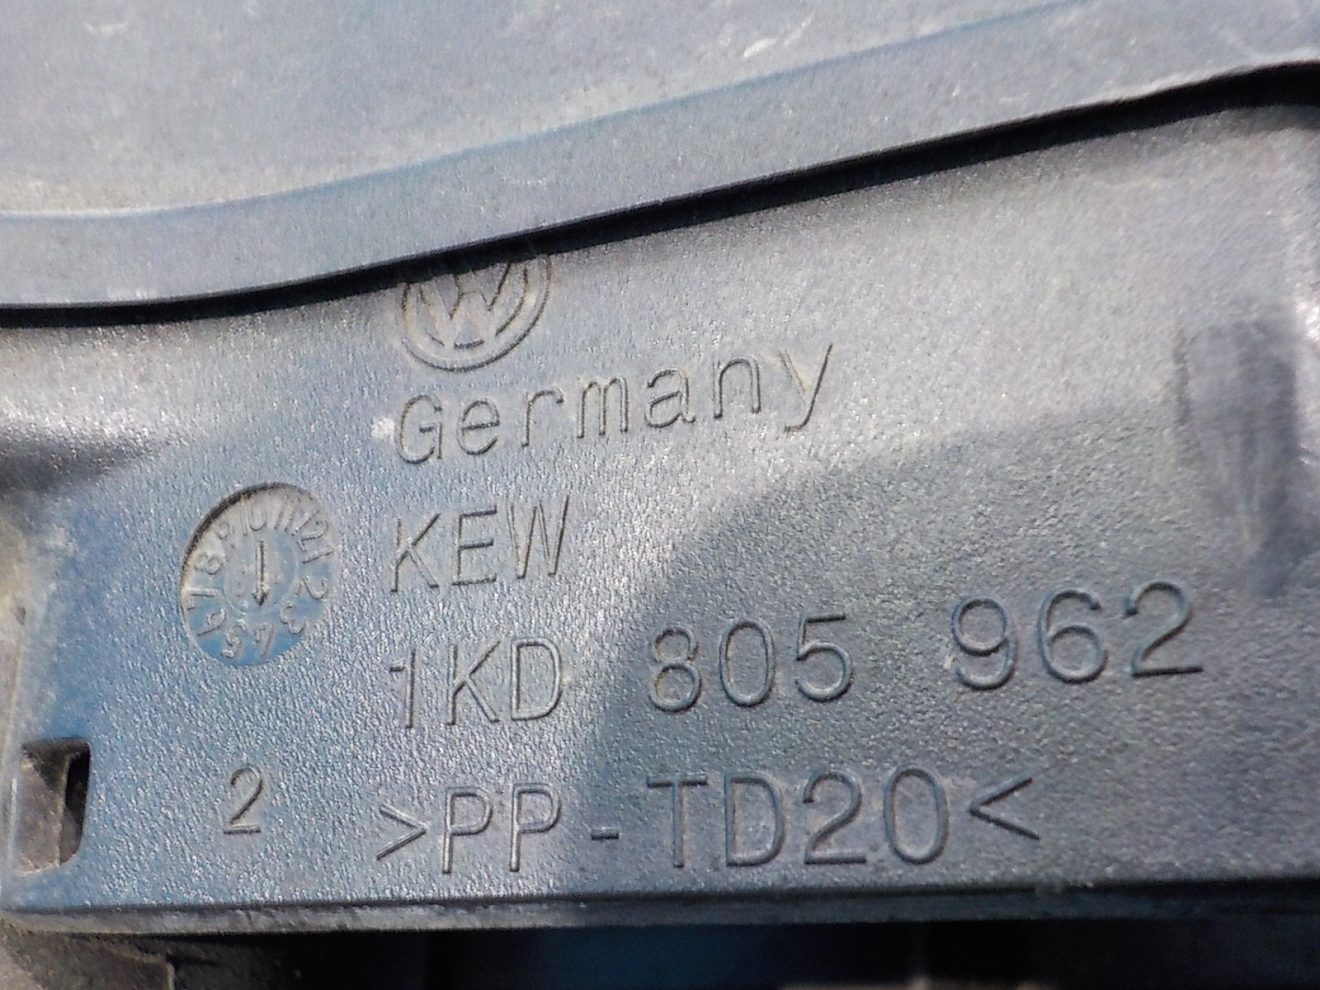 Germany
KEW
1KD 805 962
2 >PP-TD20<